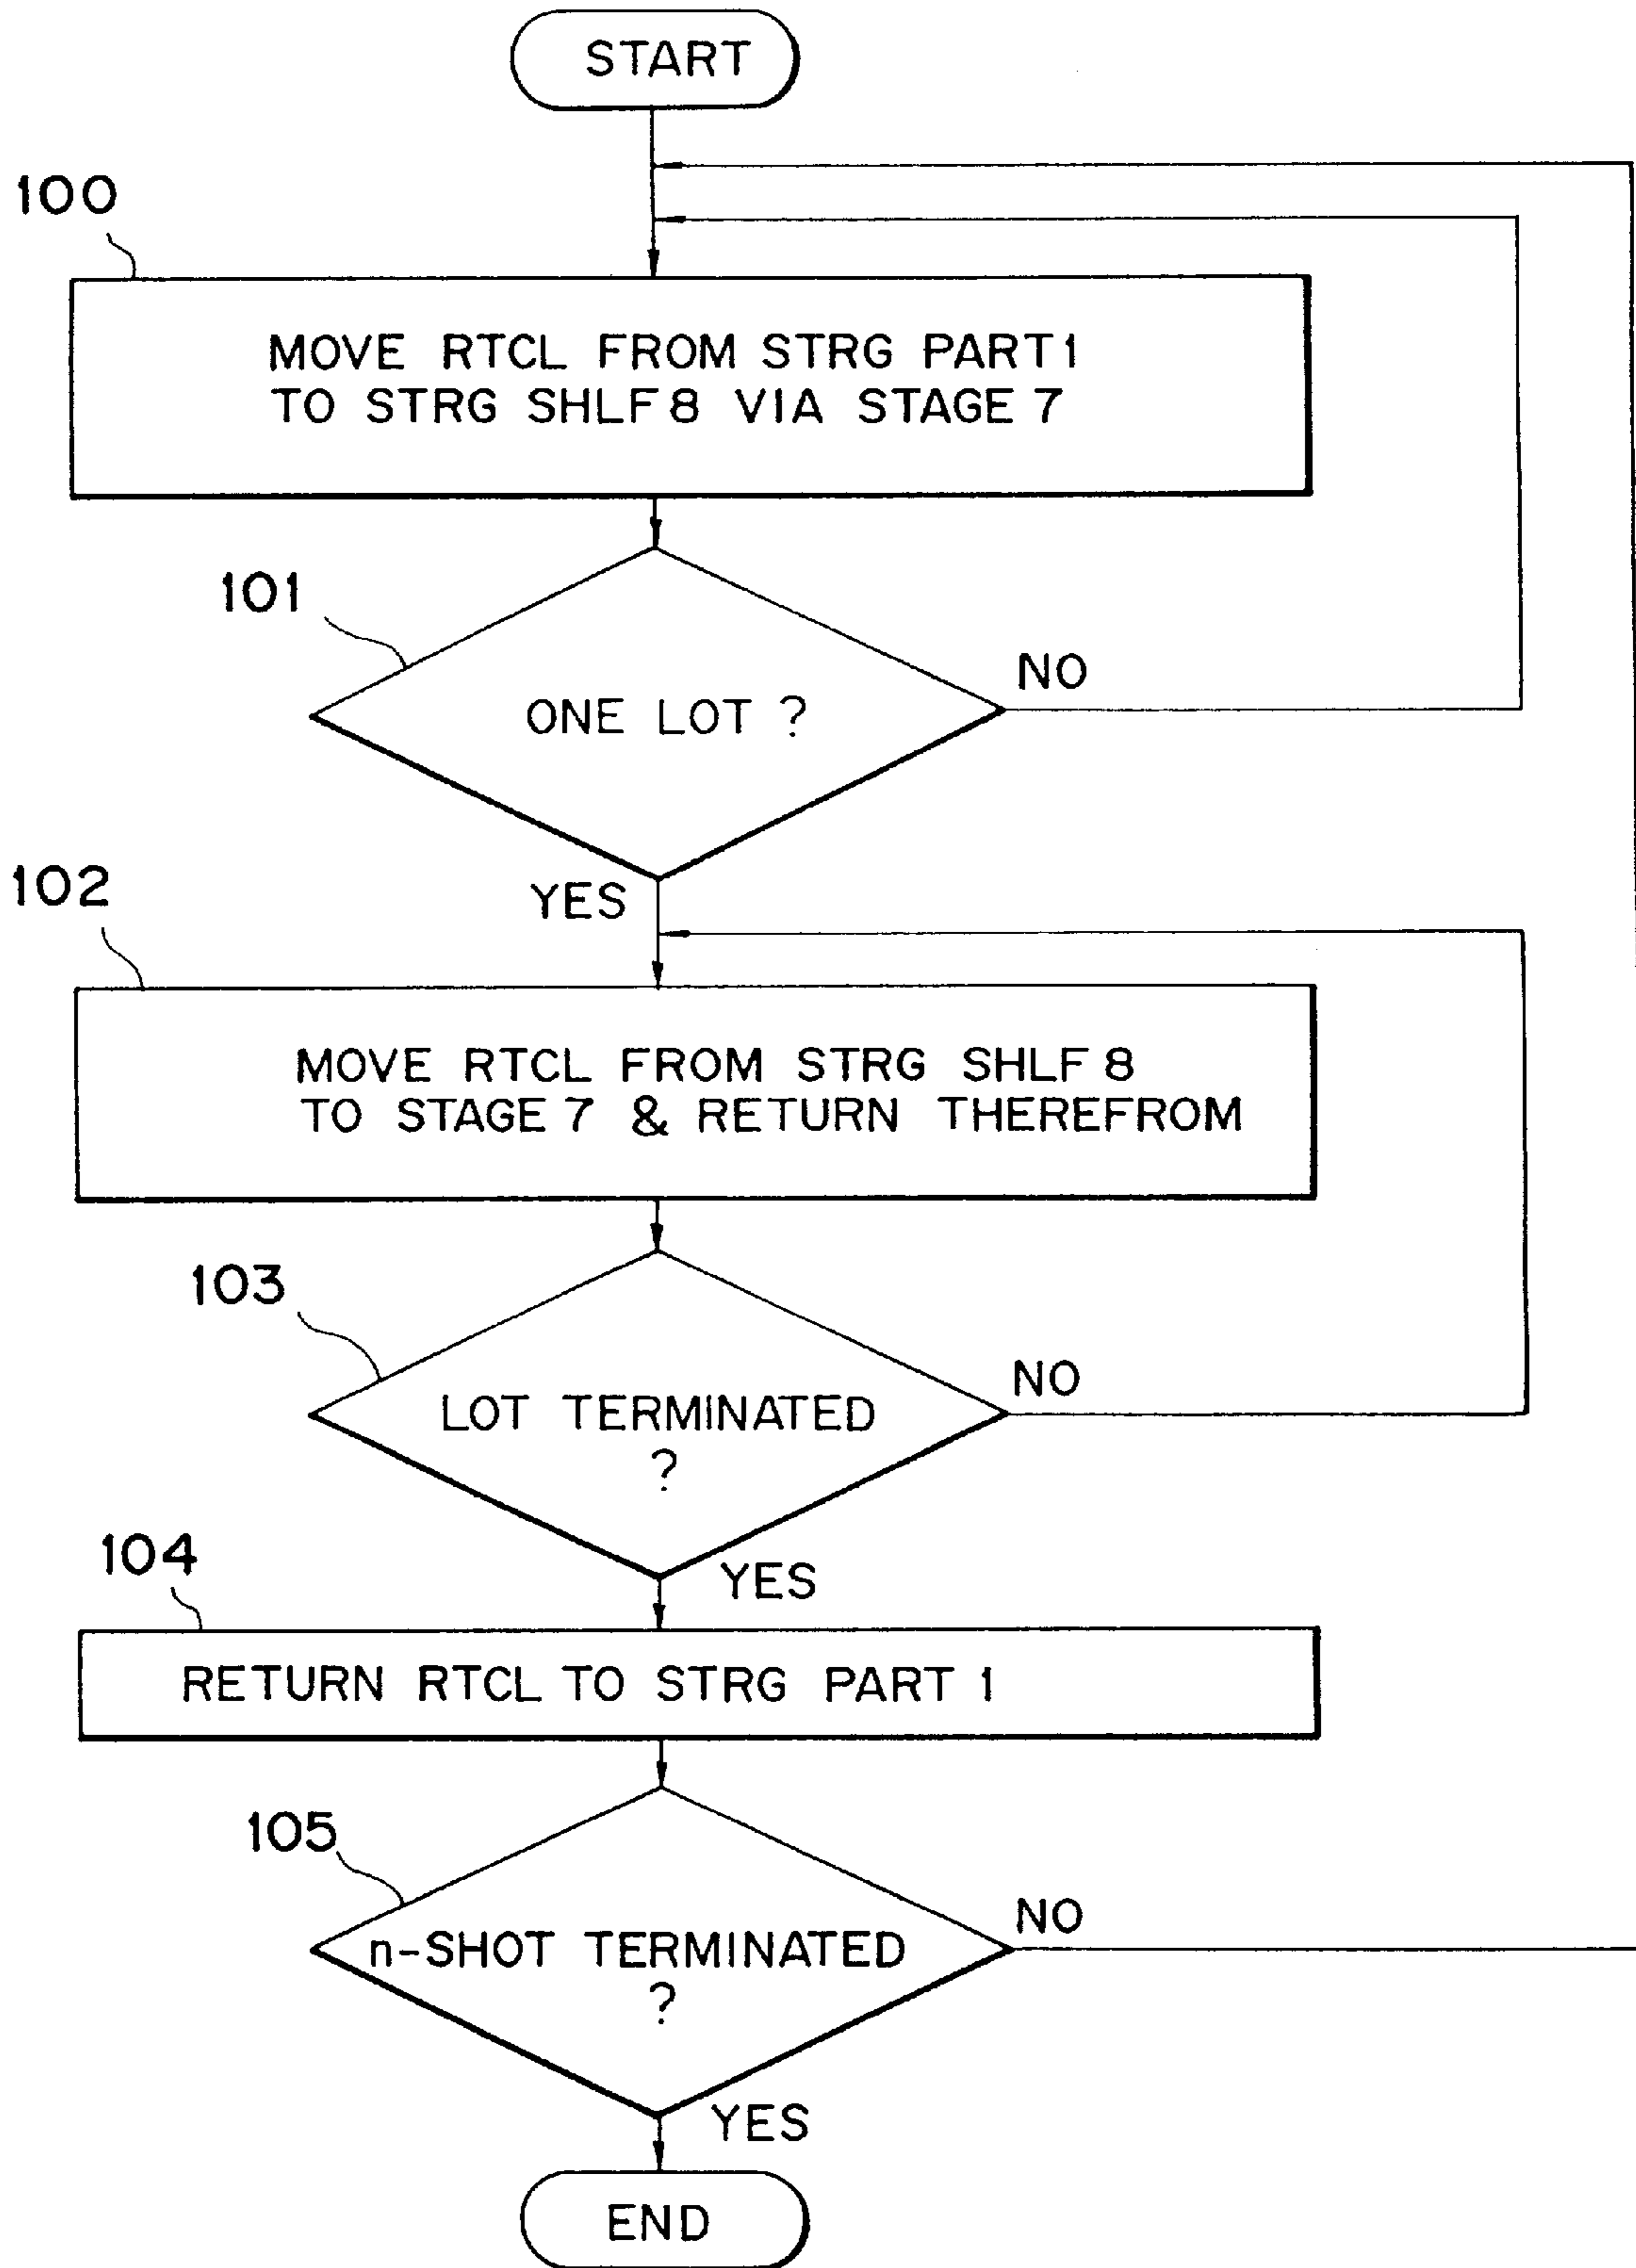 START
100
MOVE RTCL FROM STRG PART 1
TO STRG SHLF 8 VIA STAGE 7
101
ONE LOT ?
NO
YES
102
MOVE RTCL FROM STRG SHLF 8
TO STAGE 7 & RETURN THEREFROM
103
LOT TERMINATED
?
NO
YES
104
RETURN RTCL TO STRG PART 1
105
n-SHOT TERMINATED
?
NO
YES
END